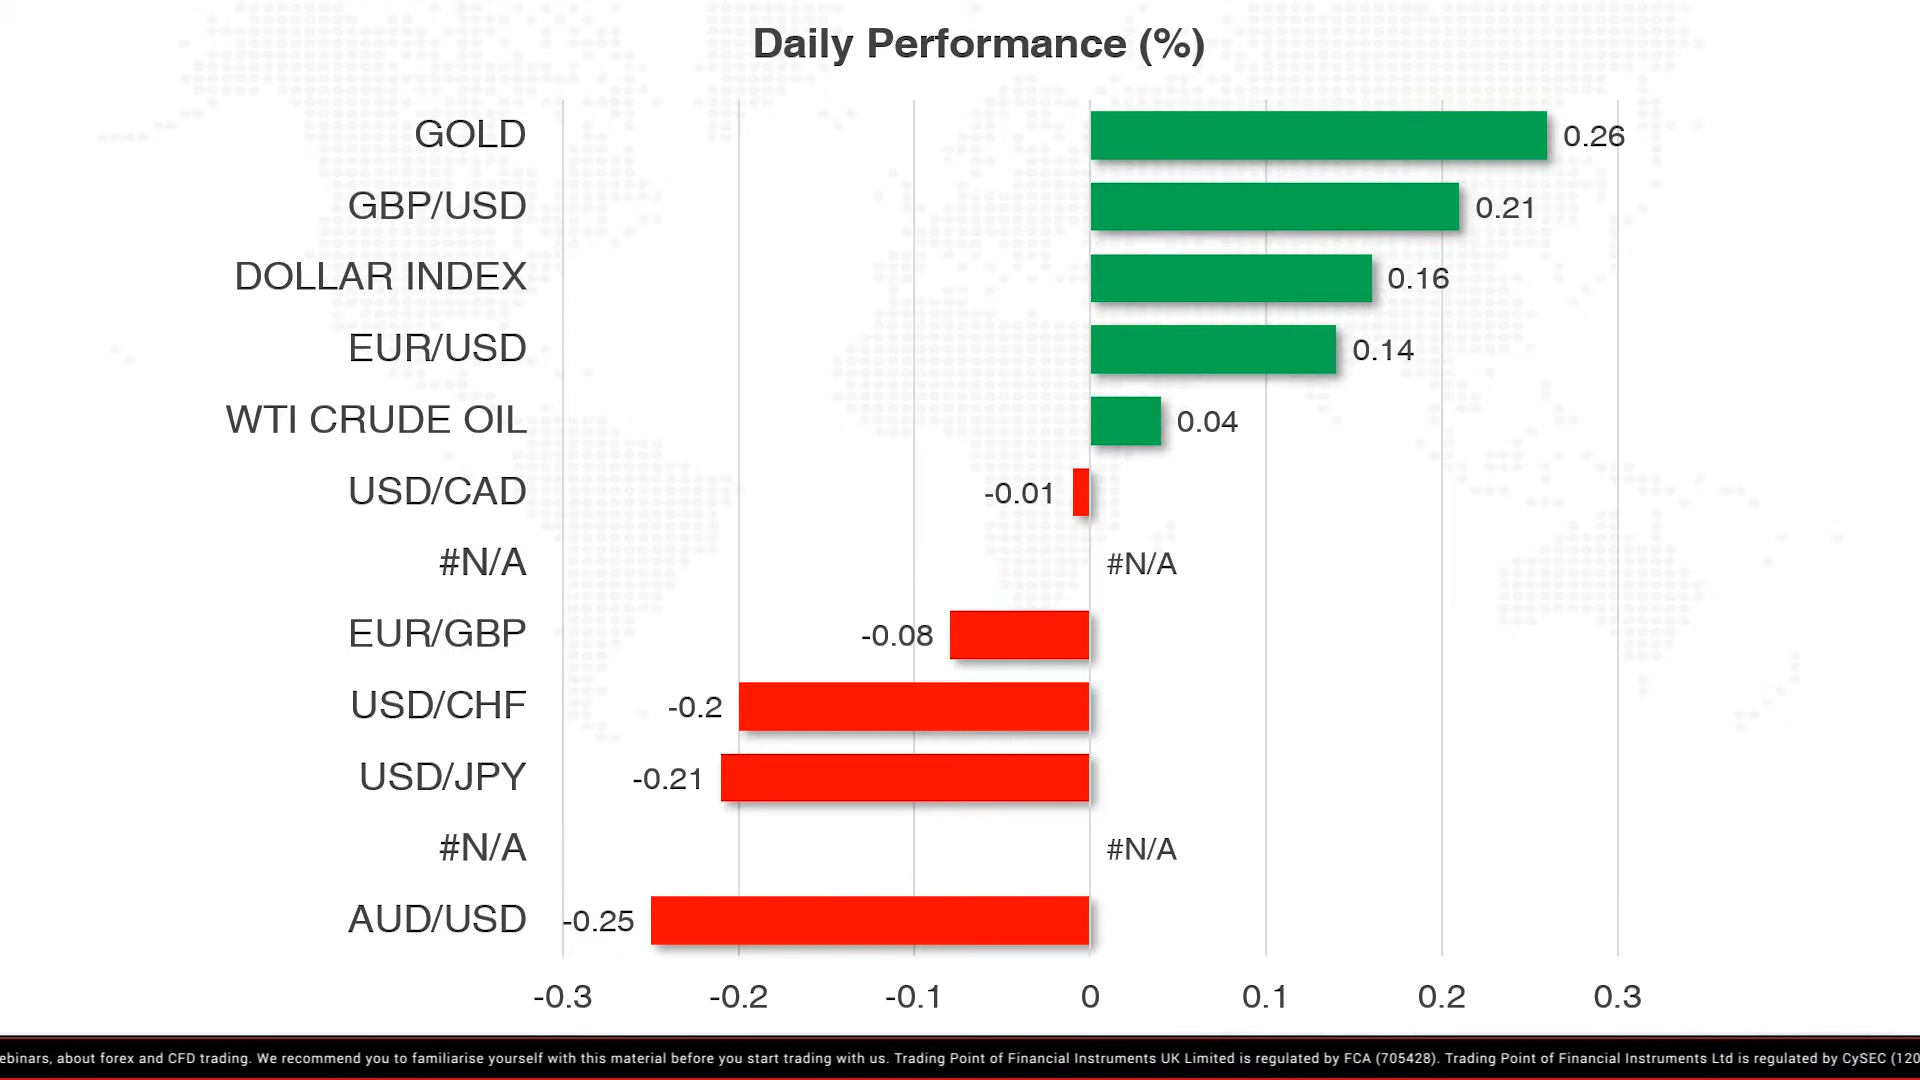 Daily Performance (%)
GOLD 0.26
GBP/USD 0.21
DOLLAR INDEX 0.16
EUR/USD 0.14
WTI CRUDE OIL 0.04
USD/CAD -0.01
#N/A #N/A
EUR/GBP -0.08
USD/CHF -0.2
USD/JPY -0.21
#N/A #N/A
AUD/USD -0.25
-0.3 -0.2 -0.1 0 0.1 0.2 0.3
ebinars, about forex and CFD trading. We recommend you to familiarise yourself with this material before you start trading with us. Trading Point of Financial Instruments UK Limited is regulated by FCA (705428). Trading Point of Financial Instruments Ltd is regulated by CySEC (120